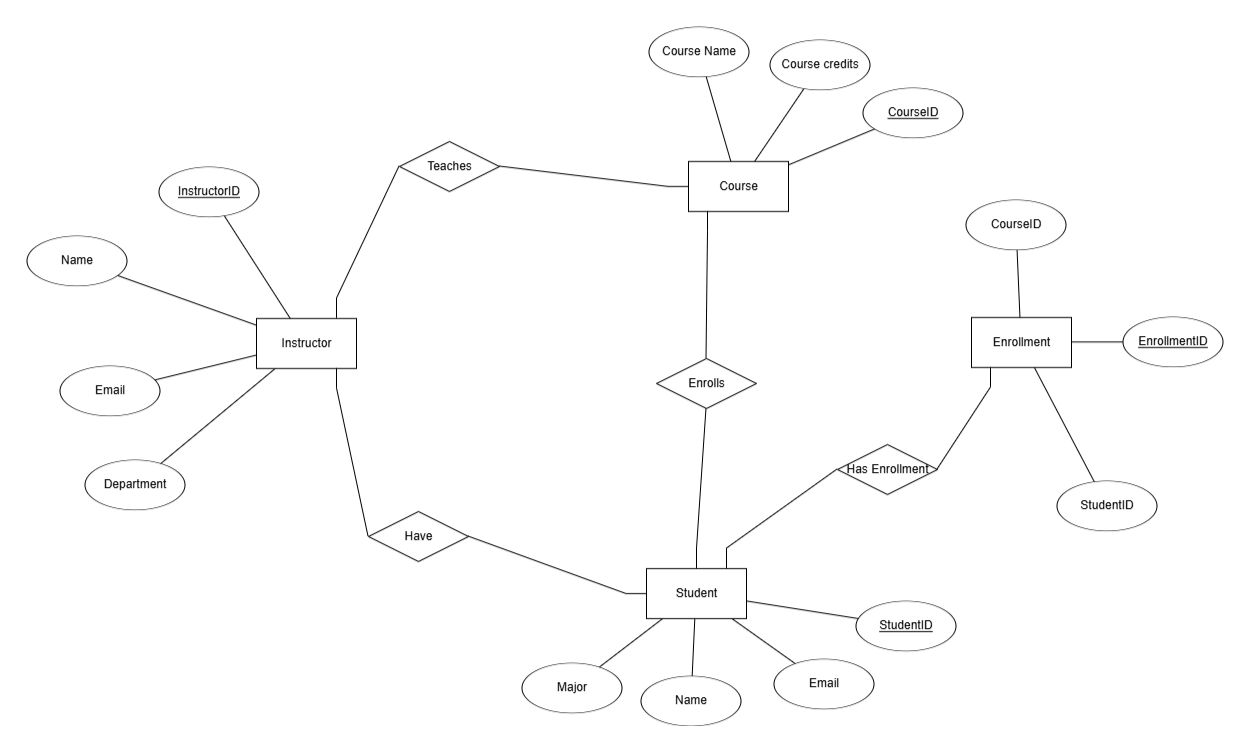 Course Name
Course credits
CourseID
Teaches
Course
InstructorID
CourseID
Name
Instructor
Enrollment
EnrollmentID
Enrolls
Email
Has Enrollment
Department
StudentID
Have
Student
StudentID
Major
Name
Email